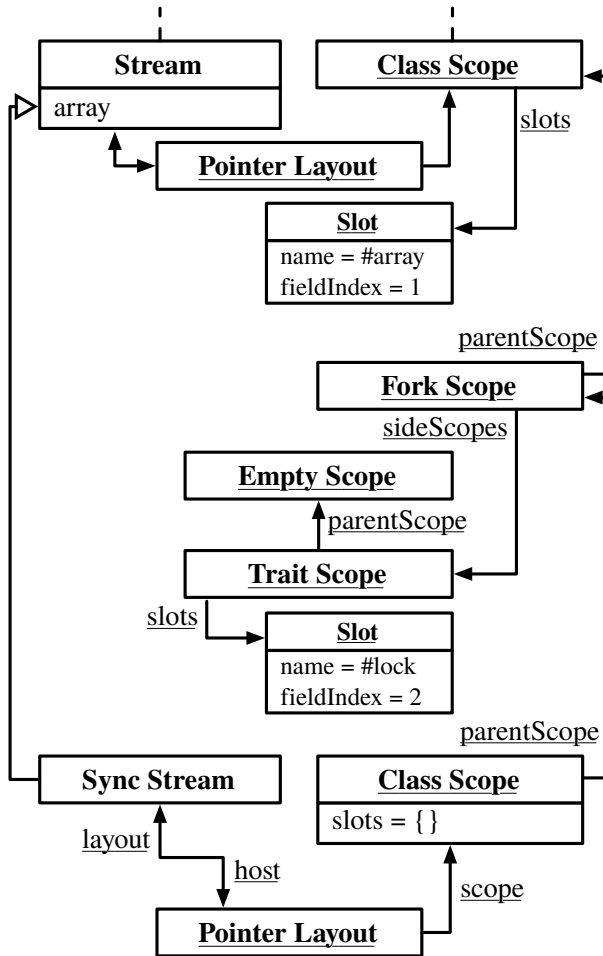 Stream
Class Scope
array
slots
Pointer Layout
Slot
name = #array
fieldIndex = 1
parentScope
Fork Scope
sideScopes
Empty Scope
parentScope
Trait Scope
slots
Slot
name = #lock
fieldIndex = 2
parentScope
Sync Stream
Class Scope
slots = {}
layout
host
scope
Pointer Layout